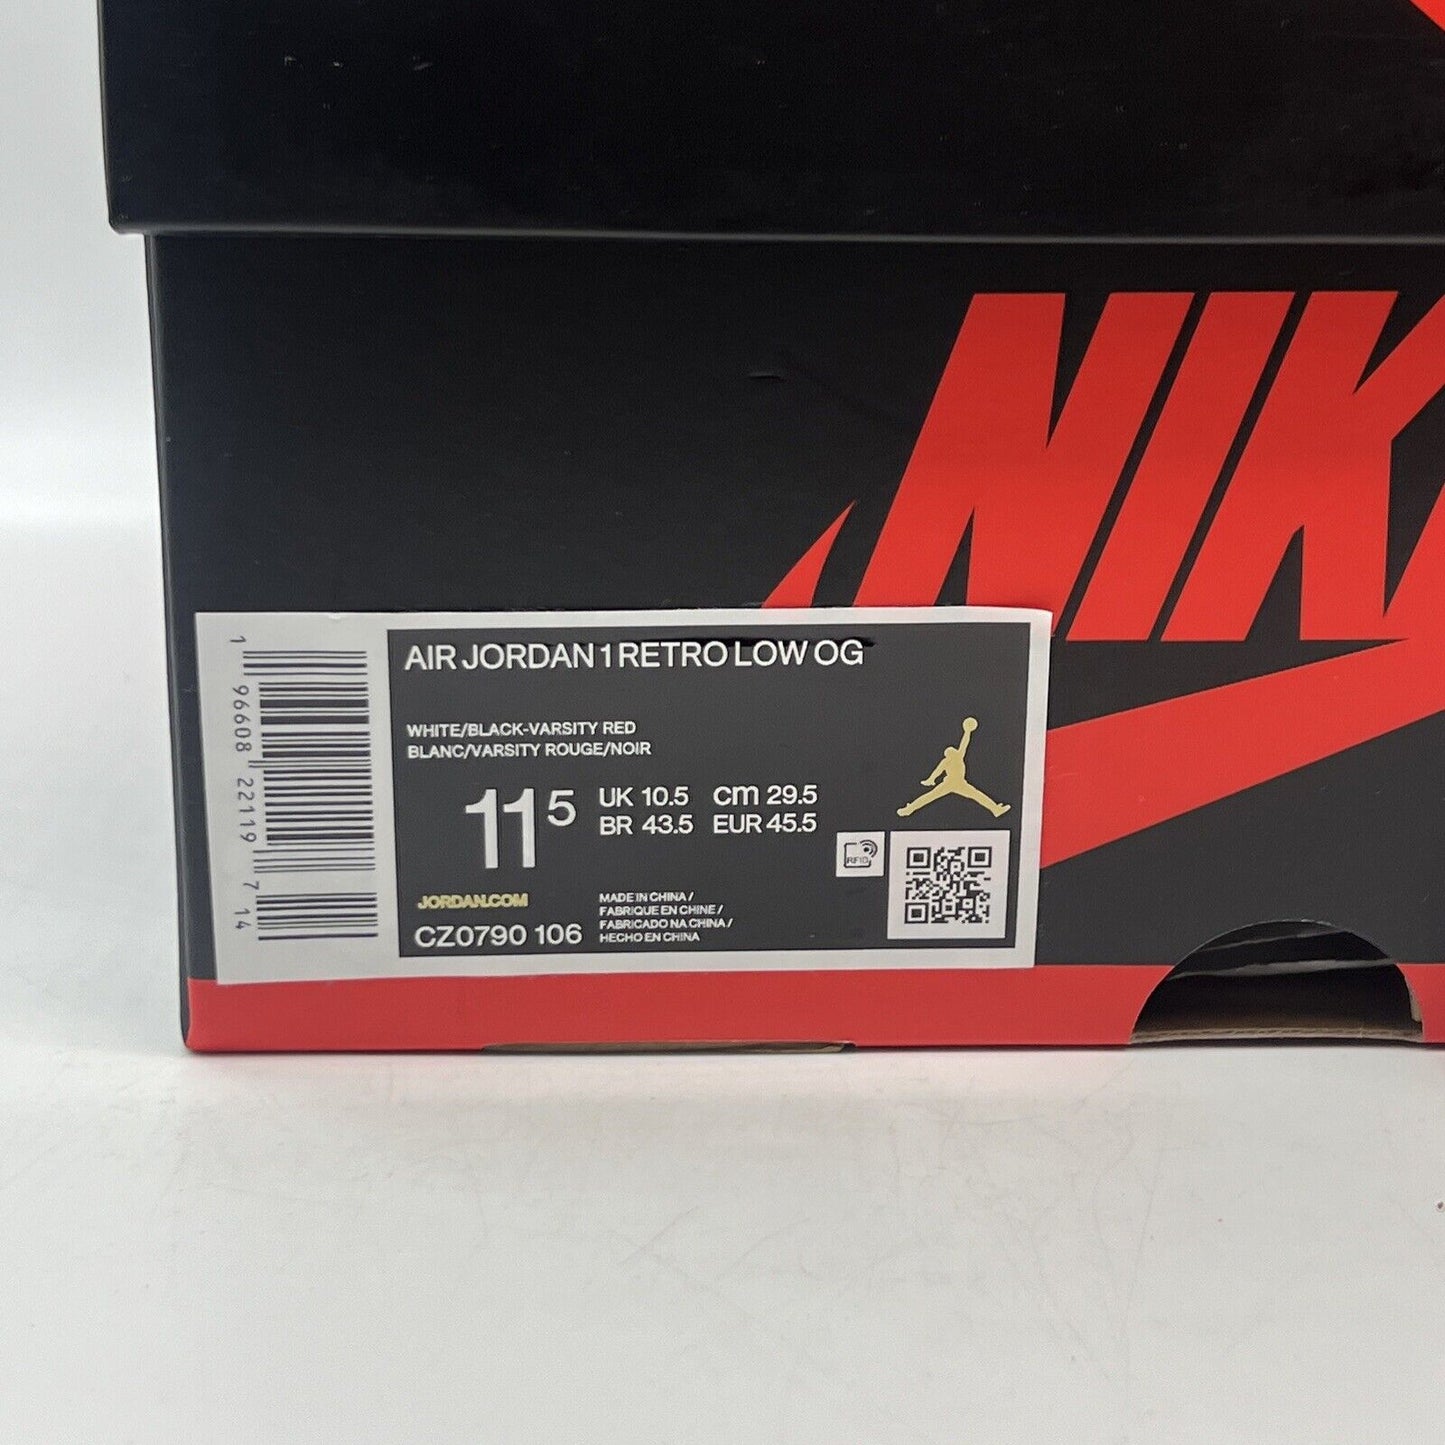 NIK
1 96608 22119 7 14
AIR JORDAN 1 RETRO LOW OG
WHITE/BLACK-VARSITY RED
BLANC/VARSITY ROUGE/NOIR
11 5
UK 10.5 cm 29.5
BR 43.5 EUR 45.5
RFID
JORDAN.COM
CZ0790 106
MADE IN CHINA /
FABRIQUE EN CHINE /
FABRICADO NA CHINA /
HECHO EN CHINA